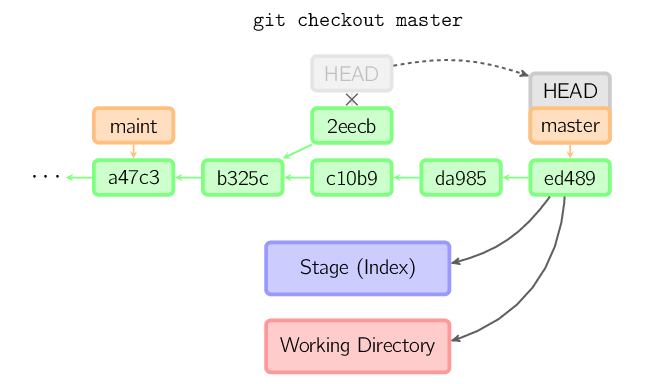 git checkout master
HEAD
HEAD
maint
2eecb
master
··· a47c3 b325c c10b9 da985 ed489
Stage (Index)
Working Directory